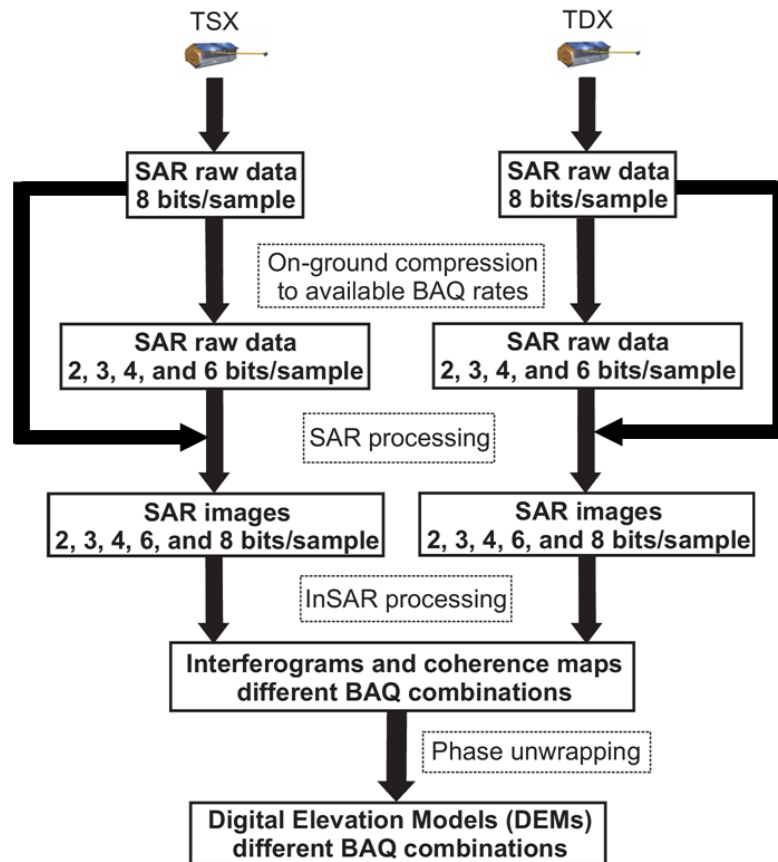 TSX
TDX
SAR raw data
8 bits/sample
SAR raw data
8 bits/sample
On-ground compression
to available BAQ rates
SAR raw data
2, 3, 4, and 6 bits/sample
SAR raw data
2, 3, 4, and 6 bits/sample
SAR processing
SAR images
2, 3, 4, 6, and 8 bits/sample
SAR images
2, 3, 4, 6, and 8 bits/sample
InSAR processing
Interferograms and coherence maps
different BAQ combinations
Phase unwrapping
Digital Elevation Models (DEMs)
different BAQ combinations